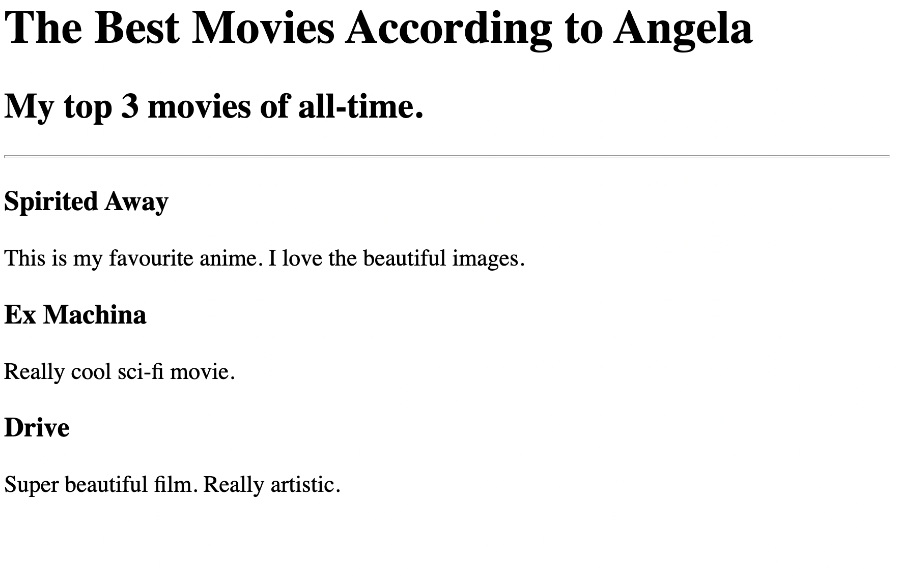 The Best Movies According to Angela
My top 3 movies of all-time.
Spirited Away
This is my favourite anime. I love the beautiful images.
Ex Machina
Really cool sci-fi movie.
Drive
Super beautiful film. Really artistic.